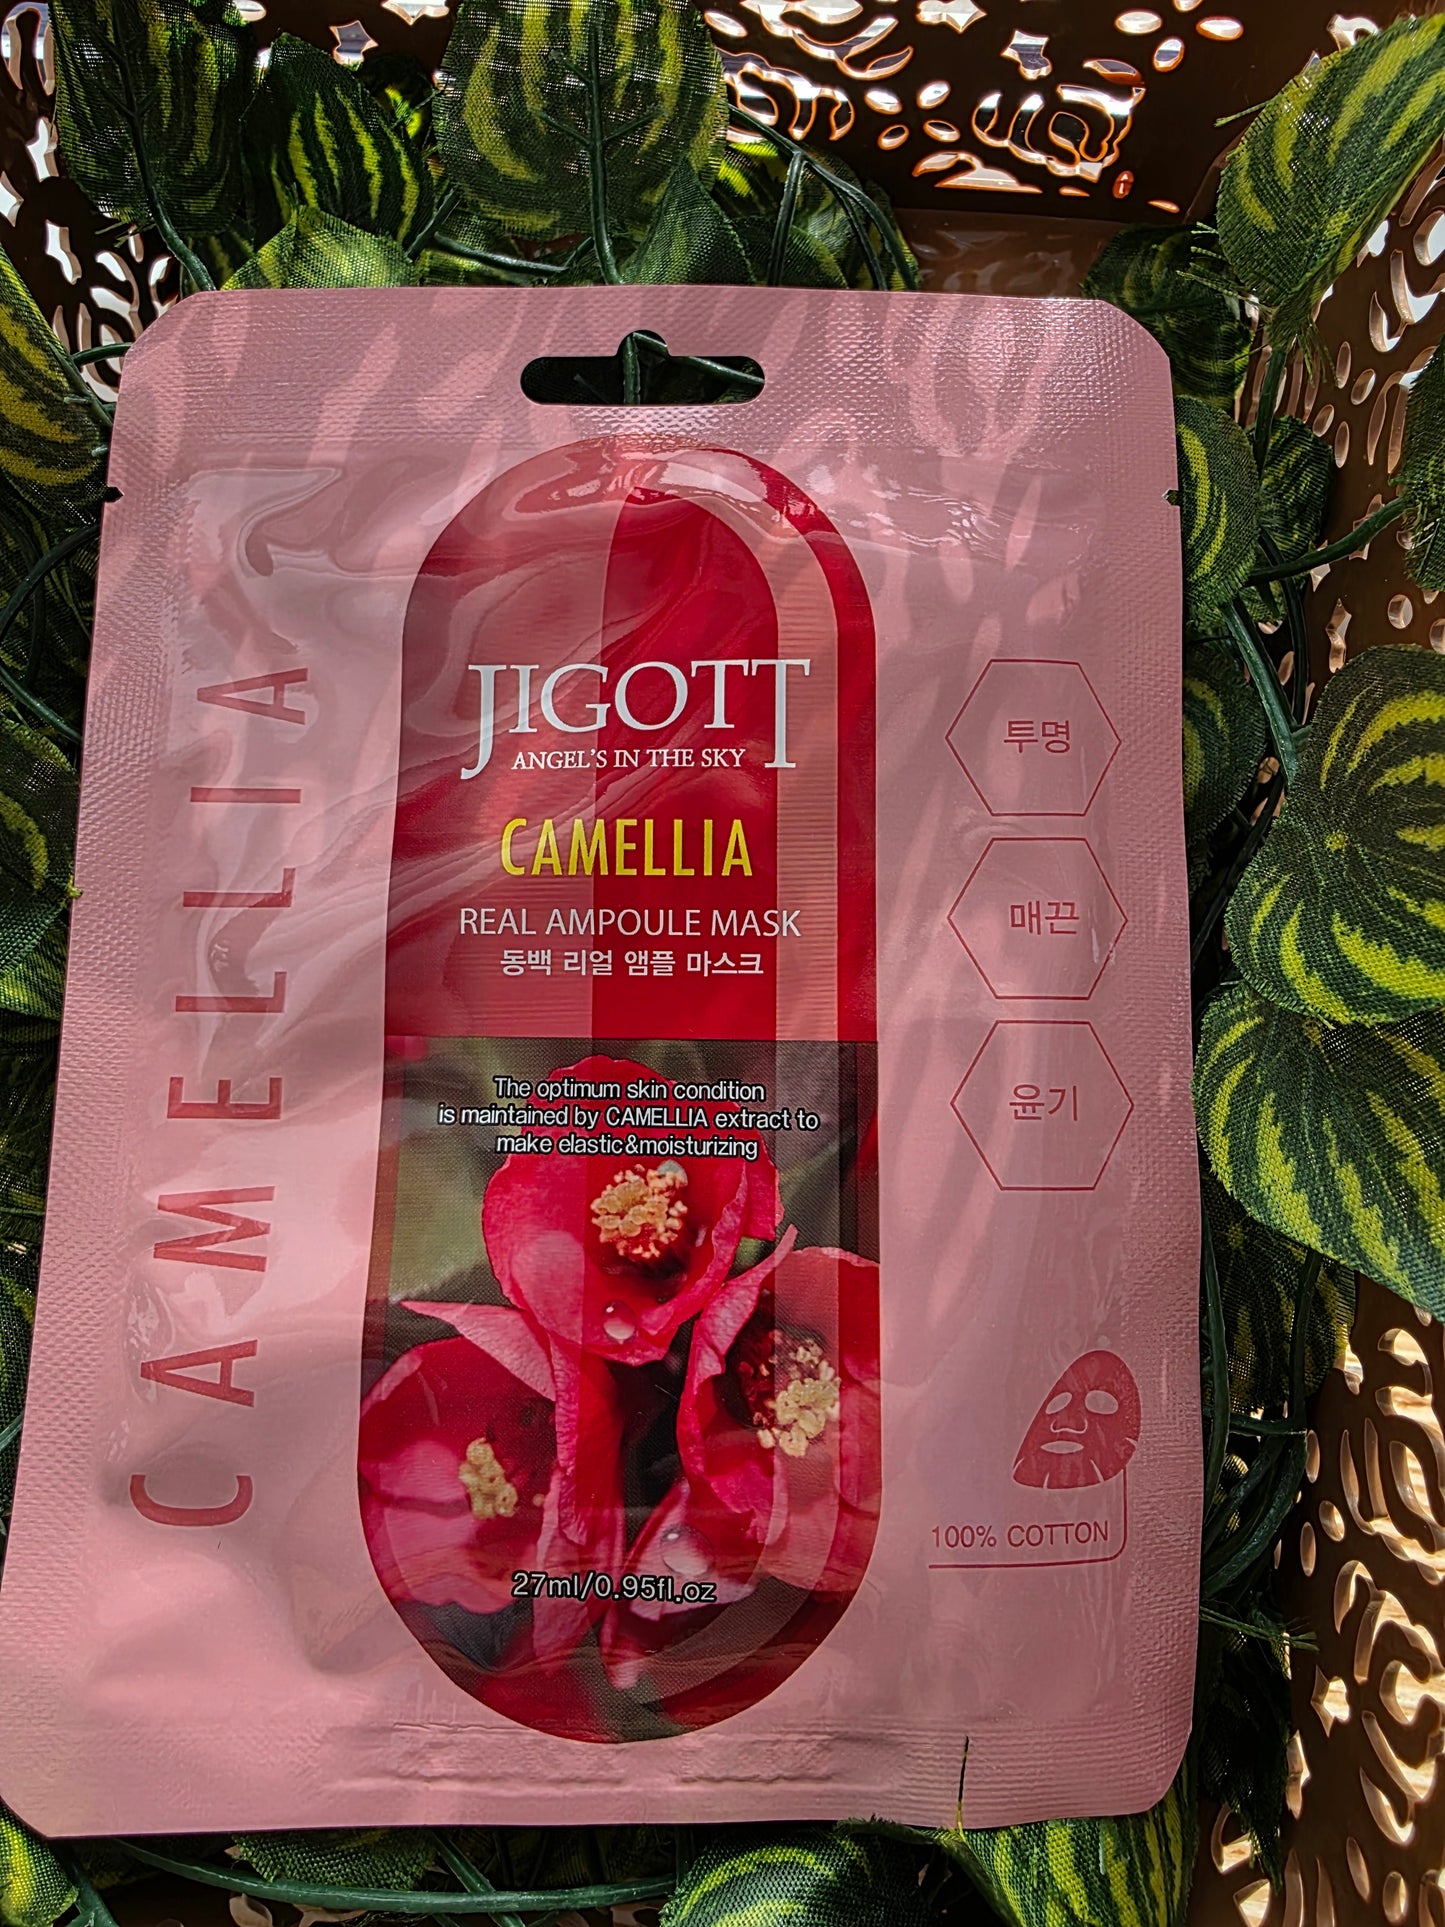 CAMELLIA
JIGOTT
ANGEL'S IN THE SKY
CAMELLIA
REAL AMPOULE MASK
동백 리얼 앰플 마스크
The optimum skin condition
is maintained by CAMELLIA extract to
make elastic&moisturizing
27ml/0.95fl.oz
투명
매끈
윤기
100% COTTON